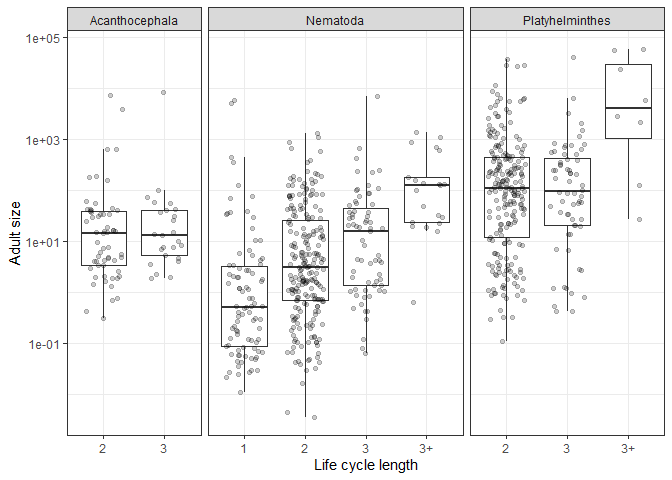 Acanthocephala Nematoda Platyhelminthes
1e+05
1e+03
1e+01
1e-01
Adult size
2 3 1 2 3 3+ 2 3 3+
Life cycle length